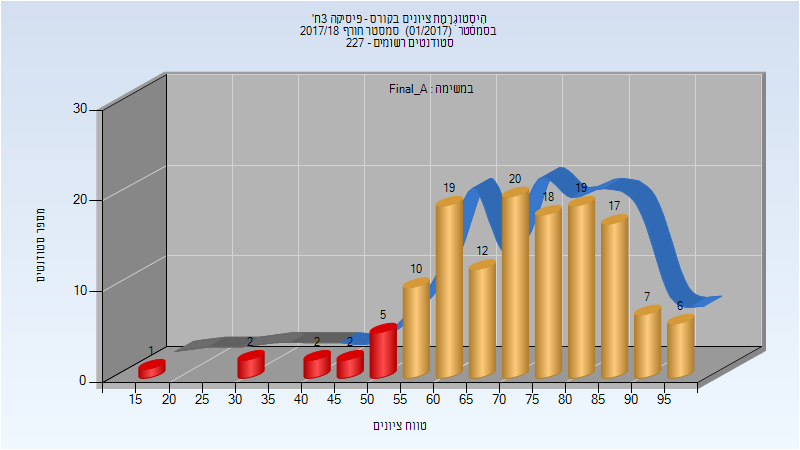 היסטוגרמת ציונים בקורס - פיסיקה 3ח'
בסמסטר (01/2017) סמסטר חורף 2017/18
סטודנטים רשומים - 227
במשימה : Final_A
מספר סטודנטים
30
20
10
0
1
2
2
2
5
10
19
12
20
18
19
17
7
6
15 20 25 30 35 40 45 50 55 60 65 70 75 80 85 90 95
טווח ציונים